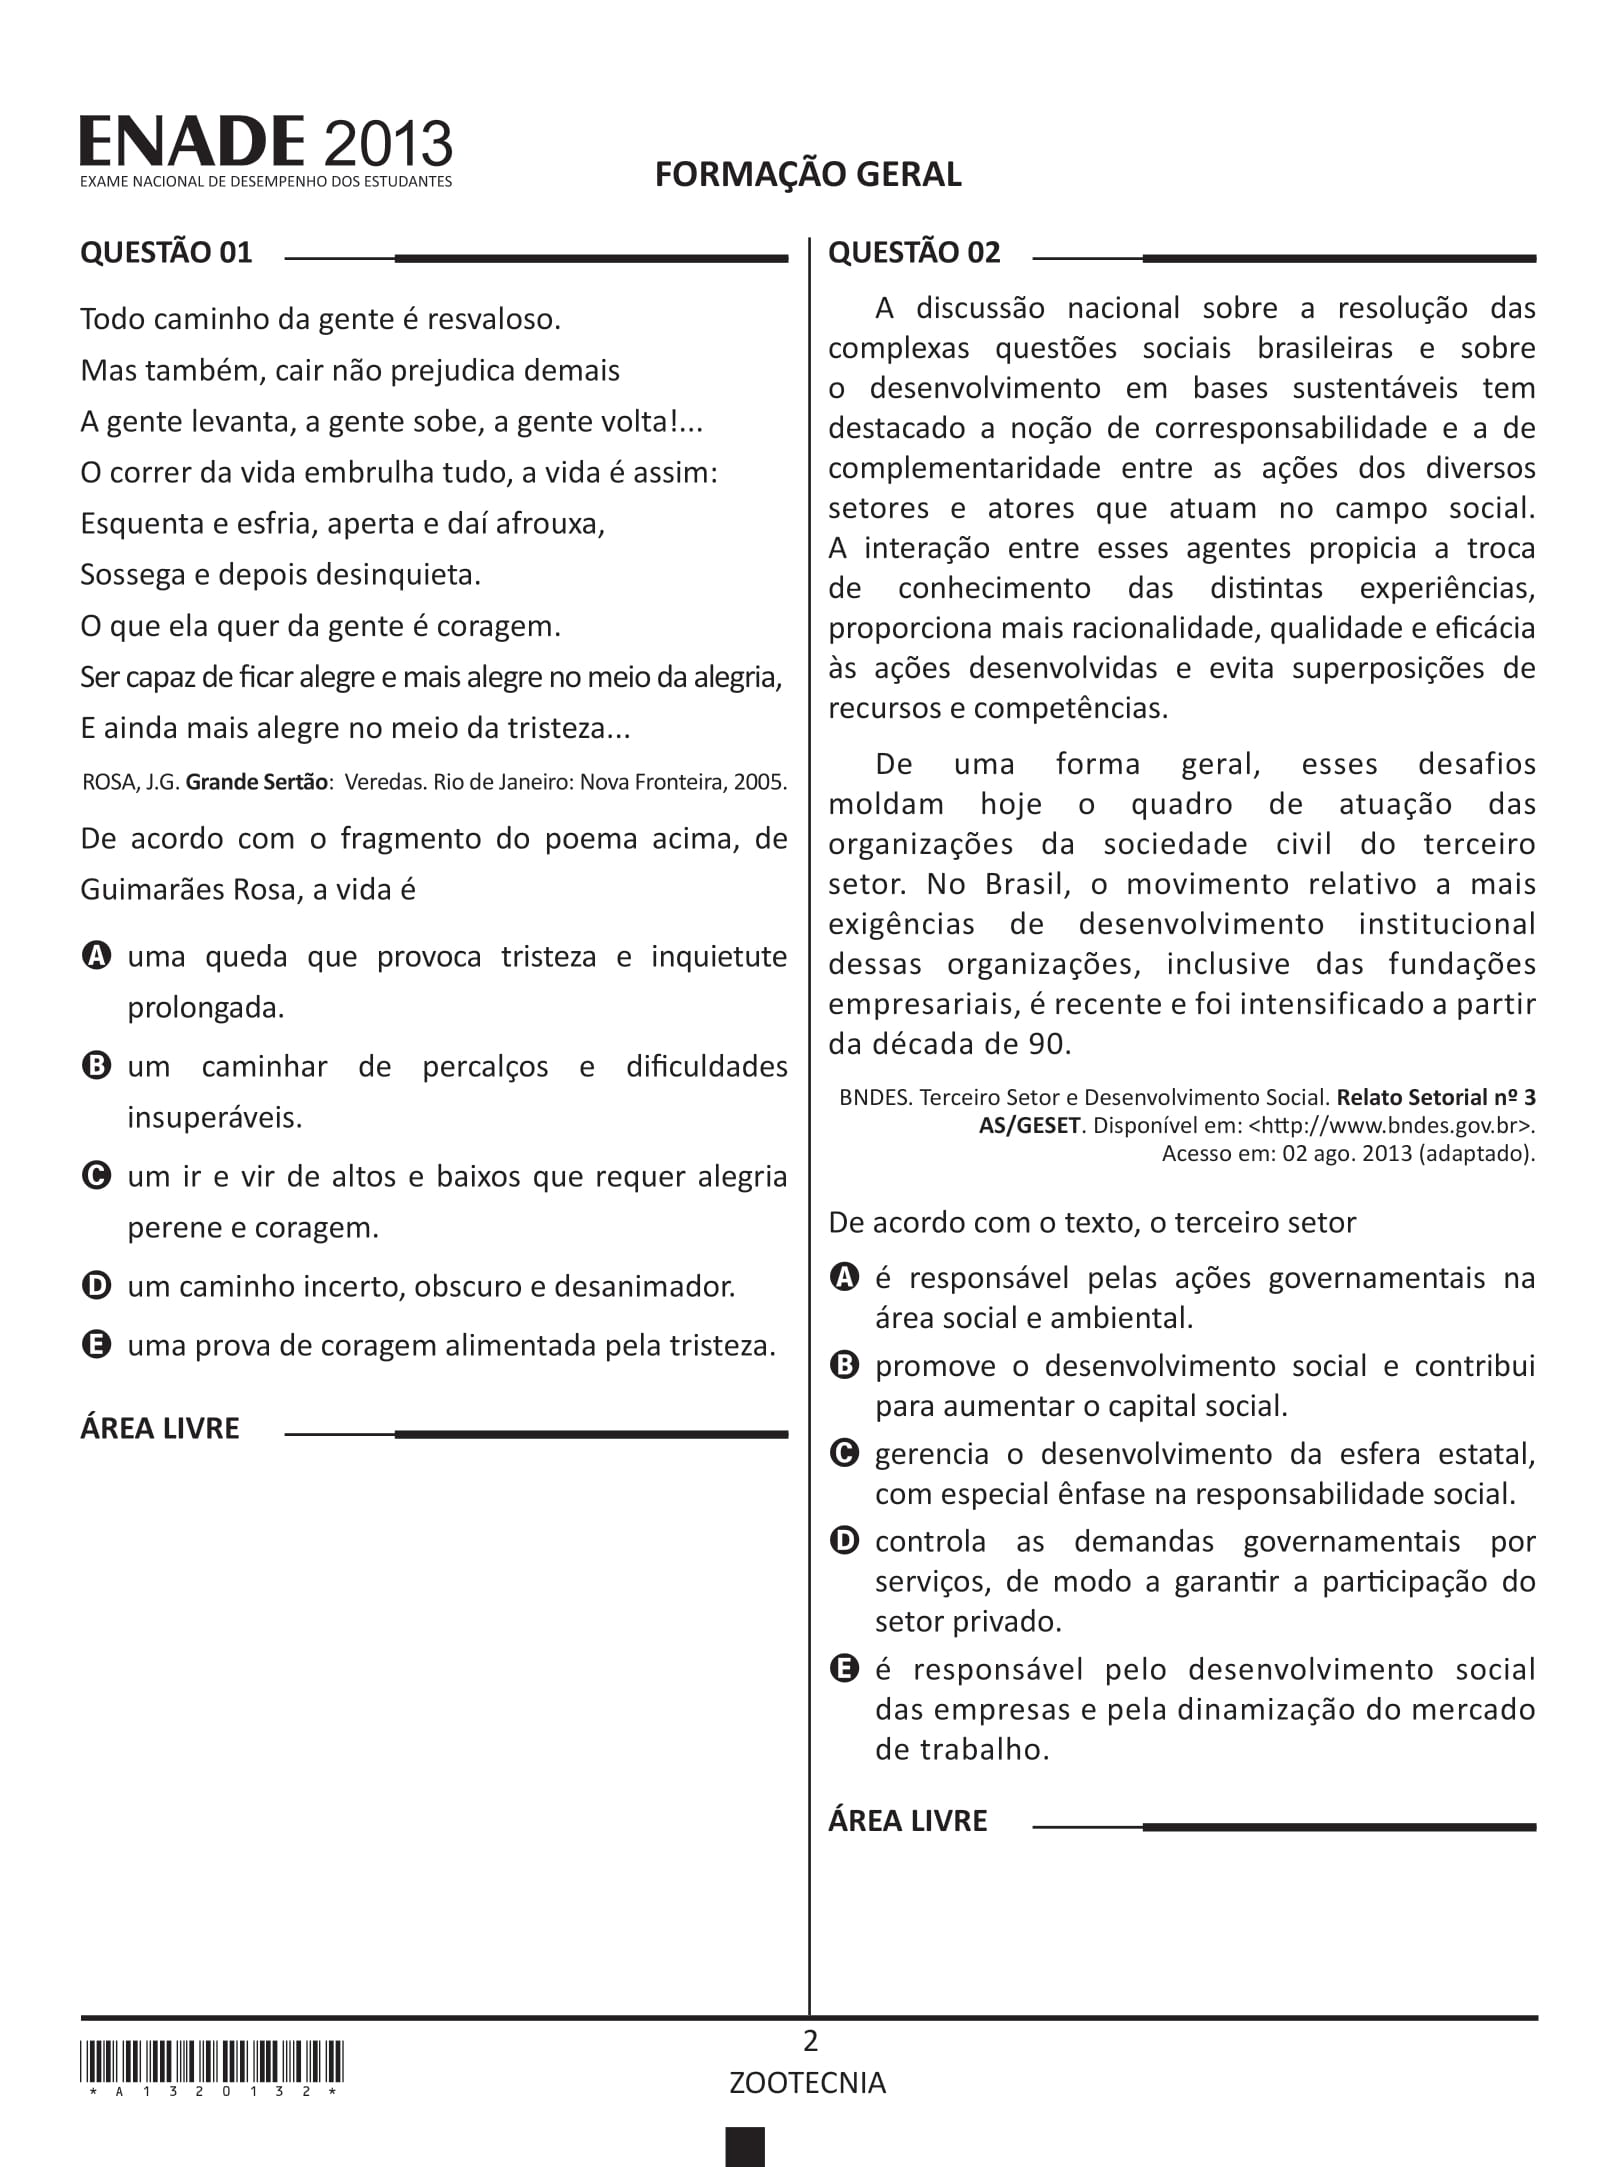 ENADE 2013
EXAME NACIONAL DE DESEMPENHO DOS ESTUDANTES
FORMAÇÃO GERAL
QUESTÃO 01
Todo caminho da gente é resvaloso.
Mas também, cair não prejudica demais
A gente levanta, a gente sobe, a gente volta!...
O correr da vida embrulha tudo, a vida é assim:
Esquenta e esfria, aperta e daí afrouxa,
Sossega e depois desinquieta.
O que ela quer da gente é coragem.
Ser capaz de ficar alegre e mais alegre no meio da alegria,
E ainda mais alegre no meio da tristeza...
ROSA, J.G. Grande Sertão: Veredas. Rio de Janeiro: Nova Fronteira, 2005.
De acordo com o fragmento do poema acima, de
Guimarães Rosa, a vida é
A uma queda que provoca tristeza e inquietute
prolongada.
B um caminhar de percalços e dificuldades
insuperáveis.
C um ir e vir de altos e baixos que requer alegria
perene e coragem.
D um caminho incerto, obscuro e desanimador.
E uma prova de coragem alimentada pela tristeza.
ÁREA LIVRE
QUESTÃO 02
A discussão nacional sobre a resolução das
complexas questões sociais brasileiras e sobre
o desenvolvimento em bases sustentáveis tem
destacado a noção de corresponsabilidade e a de
complementaridade entre as ações dos diversos
setores e atores que atuam no campo social.
A interação entre esses agentes propicia a troca
de conhecimento das distintas experiências,
proporciona mais racionalidade, qualidade e eficácia
às ações desenvolvidas e evita superposições de
recursos e competências.
De uma forma geral, esses desafios
moldam hoje o quadro de atuação das
organizações da sociedade civil do terceiro
setor. No Brasil, o movimento relativo a mais
exigências de desenvolvimento institucional
dessas organizações, inclusive das fundações
empresariais, é recente e foi intensificado a partir
da década de 90.
BNDES. Terceiro Setor e Desenvolvimento Social. Relato Setorial nº 3
AS/GESET. Disponível em: <http://www.bndes.gov.br>.
Acesso em: 02 ago. 2013 (adaptado).
De acordo com o texto, o terceiro setor
A é responsável pelas ações governamentais na
área social e ambiental.
B promove o desenvolvimento social e contribui
para aumentar o capital social.
C gerencia o desenvolvimento da esfera estatal,
com especial ênfase na responsabilidade social.
D controla as demandas governamentais por
serviços, de modo a garantir a participação do
setor privado.
E é responsável pelo desenvolvimento social
das empresas e pela dinamização do mercado
de trabalho.
ÁREA LIVRE
2
ZOOTECNIA
* A 1 3 2 0 1 3 2 *